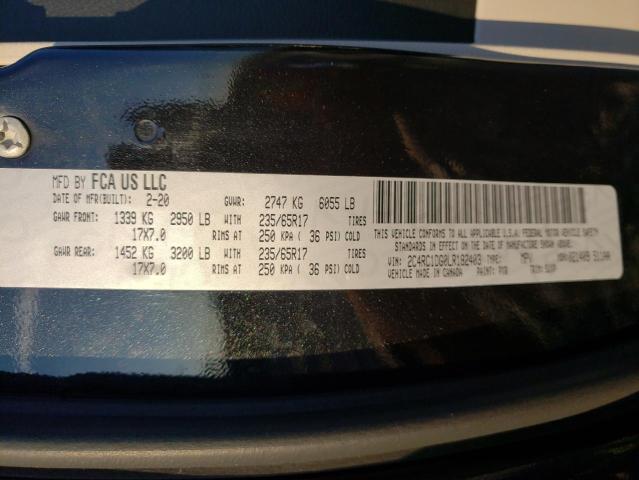 MFD BY FCA US LLC
DATE OF MFR(BUILT): 2-20 GVWR: 2747 KG 6055 LB
GAWR FRONT: 1339 KG 2950 LB WITH 235/65R17 TIRES
17X7.0 RIMS AT 250 KPA ( 36 PSI) COLD
GAWR REAR: 1452 KG 3200 LB WITH 235/65R17 TIRES
17X7.0 RIMS AT 250 KPA ( 36 PSI) COLD
THIS VEHICLE CONFORMS TO ALL APPLICABLE U.S.(A) FEDERAL MOTOR VEHICLE SAFETY
STANDARDS IN EFFECT ON THE DATE OF MANUFACTURE SHOWN ABOVE.
VIN: 2C4RC1DG0LR182403 TYPE: MPV
VEHICLE MADE IN CANADA PAINT: TRIM: